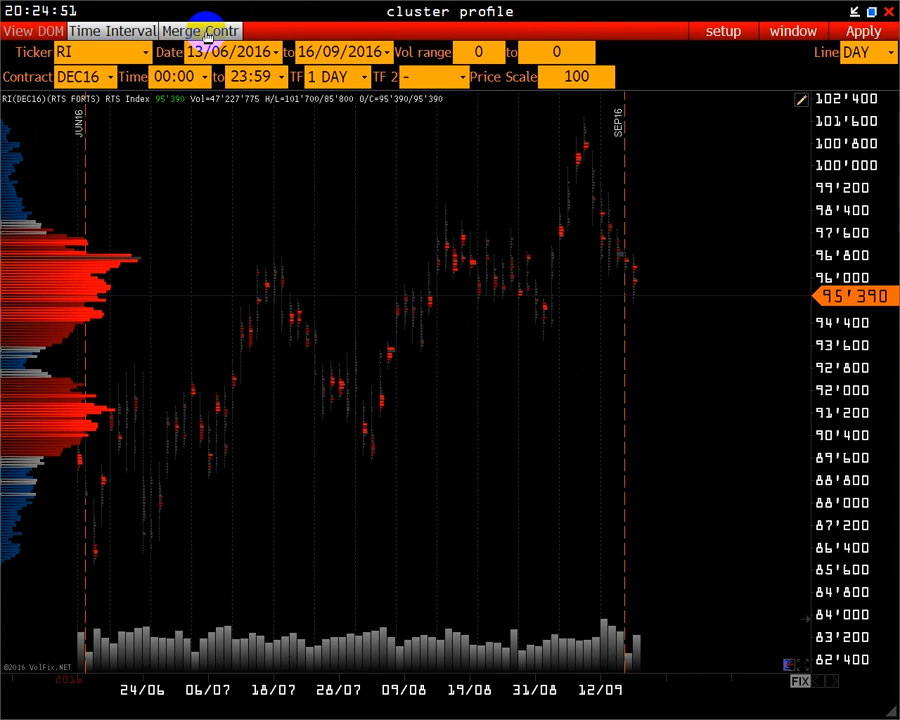 20:24:51 cluster profile
View DOM Time Interval Merge Contr setup window Apply
Ticker RI Date 13/06/2016 to 16/09/2016 Vol range 0 to 0 Line DAY
Contract DEC16 Time 00:00 to 23:59 TF 1 DAY TF 2 - Price Scale 100
RI(DEC16)(RTS FORTS) RTS Index 95'390 Vol=47'227'775 H/L=101'700/85'800 O/C=95'390/95'390
JUN16
SEP16
102'400
101'600
100'800
100'000
99'200
98'400
97'600
96'800
96'000
95'390
94'400
93'600
92'800
92'000
91'200
90'400
89'600
88'800
88'000
87'200
86'400
85'600
84'800
84'000
83'200
82'400
©2016 VolFix.NET
2016
FIX
24/06 06/07 18/07 28/07 09/08 19/08 31/08 12/09